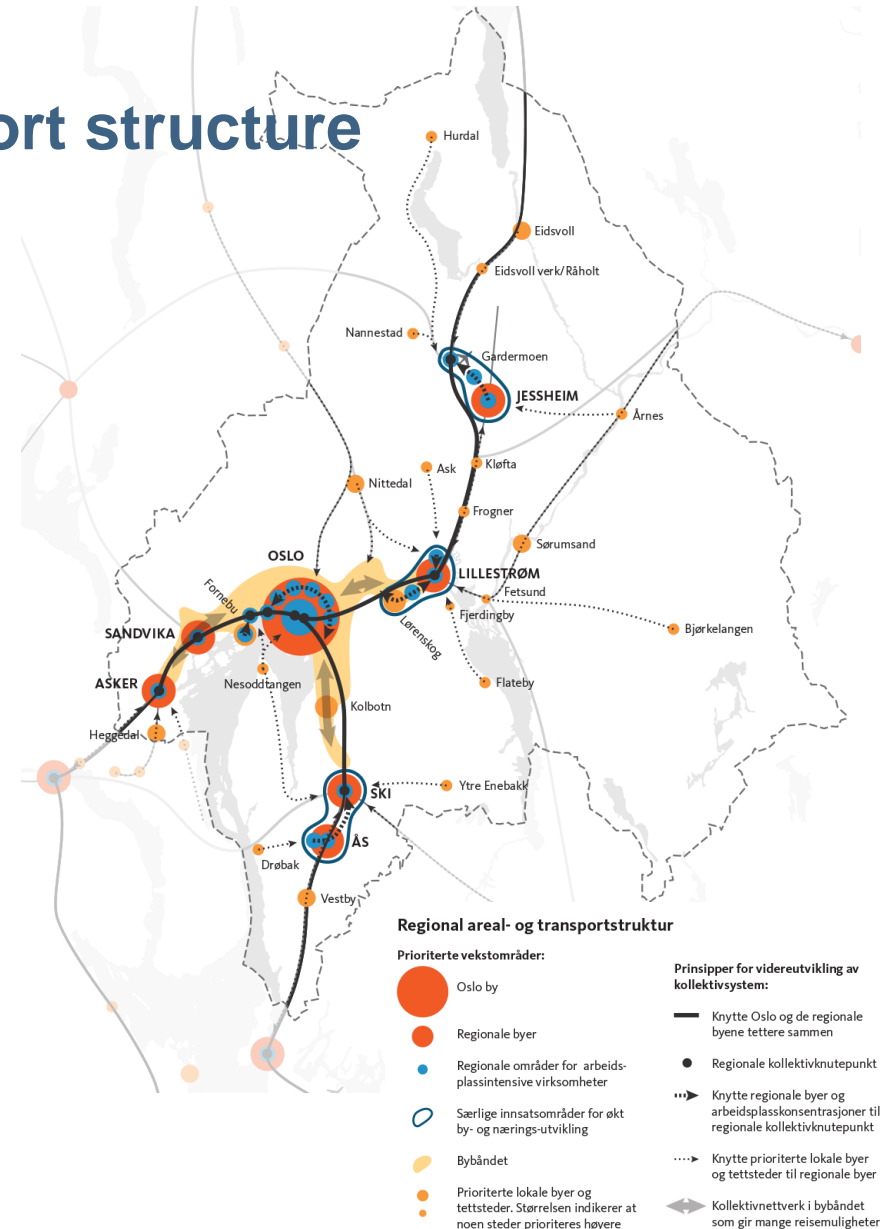 ort structure
Hurdal
Eidsvoll
Eidsvoll verk/Råholt
Nannestad
Gardermoen
JESSHEIM
Årnes
Ask
Kløfta
Nittedal
Frogner
Sørumsand
OSLO
LILLESTRØM
Fornebu
Fetsund
Fjerdingby
Lørenskog
Bjørkelangen
SANDVIKA
ASKER
Nesoddtangen
Flateby
Kolbotn
Heggedal
SKI
Ytre Enebakk
ÅS
Drøbak
Vestby
Regional areal- og transportstruktur
Prioriterte vekstområder:
Oslo by
Regionale byer
Regionale områder for arbeids-
plassintensive virksomheter
Særlige innsatsområder for økt
by- og nærings-utvikling
Bybåndet
Prioriterte lokale byer og
tettsteder. Størrelsen indikerer at
noen steder prioriteres høyere
Prinsipper for videreutvikling av
kollektivsystem:
Knytte Oslo og de regionale
byene tettere sammen
Regionale kollektivknutepunkt
Knytte regionale byer og
arbeidsplasskonsentrasjoner til
regionale kollektivknutepunkt
Knytte prioriterte lokale byer
og tettsteder til regionale byer
Kollektivnettverk i bybåndet
som gir mange reisemuligheter